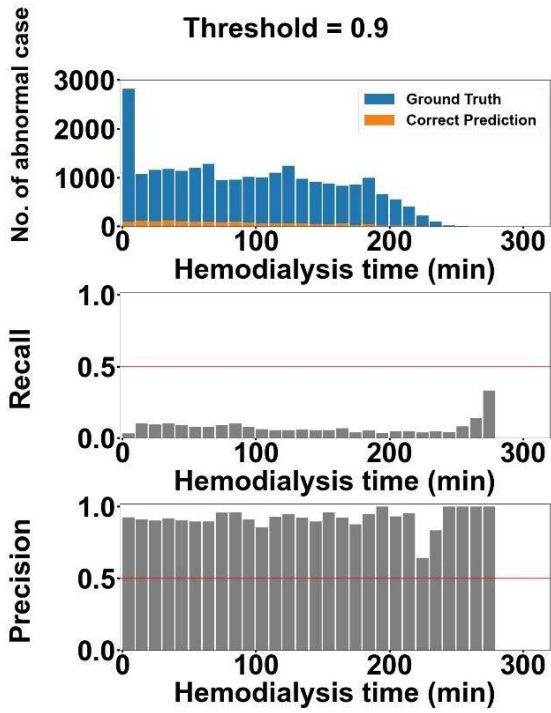 Threshold = 0.9
No. of abnormal case
3000
2000
1000
0
Ground Truth
Correct Prediction
0 100 200 300
Hemodialysis time (min)
Recall
1.0
0.5
0.0
0 100 200 300
Hemodialysis time (min)
Precision
1.0
0.5
0.0
0 100 200 300
Hemodialysis time (min)